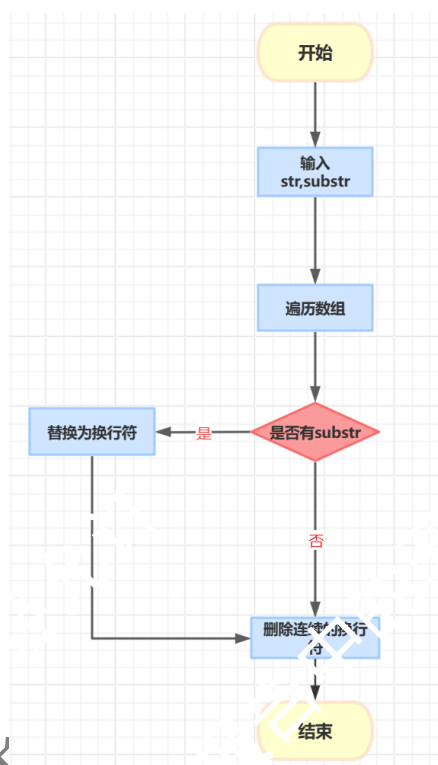 开始
输入
str,substr
遍历数组
是否有substr
是
替换为换行符
否
删除连续的换行
符
结束